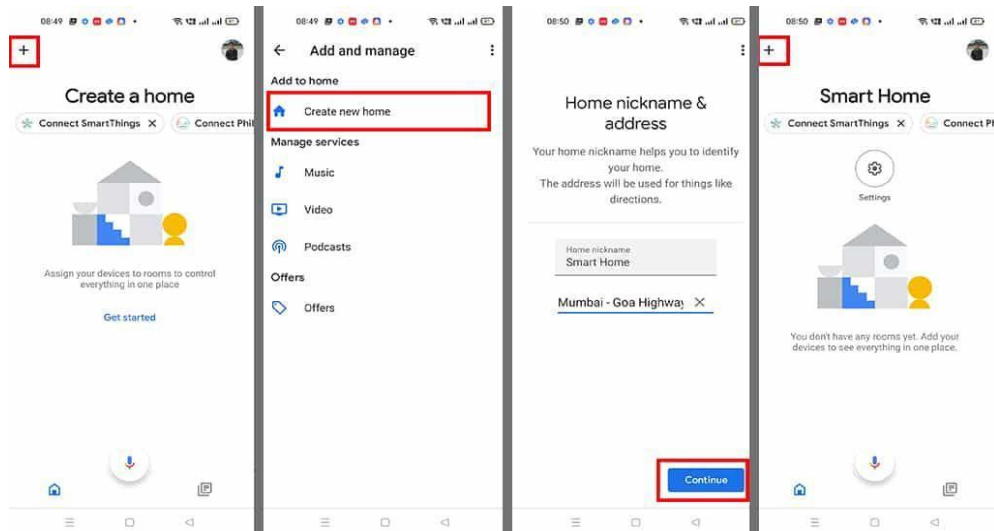 08:49
+
Create a home
Connect SmartThings X
Connect Phil
Assign your devices to rooms to control
everything in one place
Get started
08:49
Add and manage
Add to home
Create new home
Manage services
Music
Video
Podcasts
Offers
Offers
08:50
Home nickname &
address
Your home nickname helps you to identify
your home.
The address will be used for things like
directions.
Home nickname
Smart Home
Mumbai - Goa Highway
Continue
08:50
+
Smart Home
Connect SmartThings X
Connect Ph
Settings
You don't have any rooms yet. Add your
devices to see everything in one place.